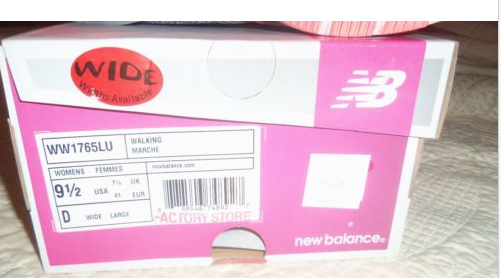 WIDE
Widths Available
NB
WW1765LU
WALKING
MARCHE
WOMENS FEMMES
newbalance.com
9½ USA 7½ UK
41 EUR
D WIDE LARGE
FACTORY STORE
new balance